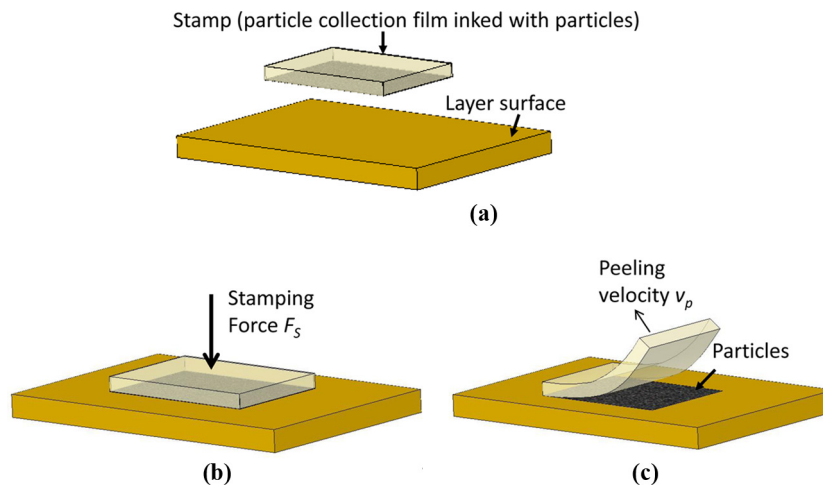 Stamp (particle collection film inked with particles)
Layer surface
(a)
Stamping
Force F_S
Peeling
velocity v_p
Particles
(b)
(c)